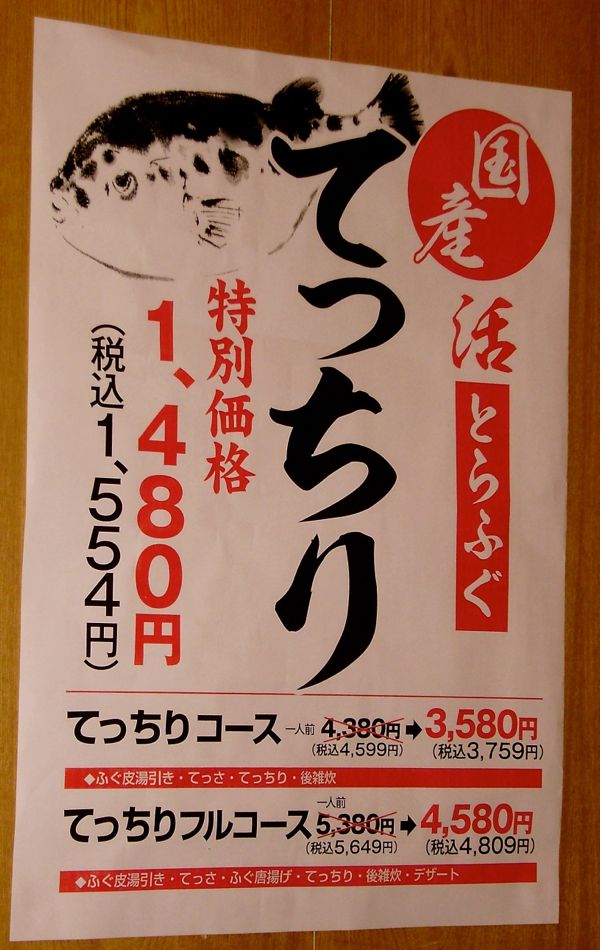 国産
活
とらふぐ
てっちり
特別価格
1、480円
(税込1、554円)
てっちりコース 一人前 4,380円➡3,580円
(税込4,599円) (税込3,759円)
◆ふぐ皮湯引き・てっさ・てっちり・後雑炊
てっちりフルコース 一人前 5,380円➡4,580円
(税込5,649円) (税込4,809円)
◆ふぐ皮湯引き・てっさ・ふぐ唐揚げ・てっちり・後雑炊・デザート